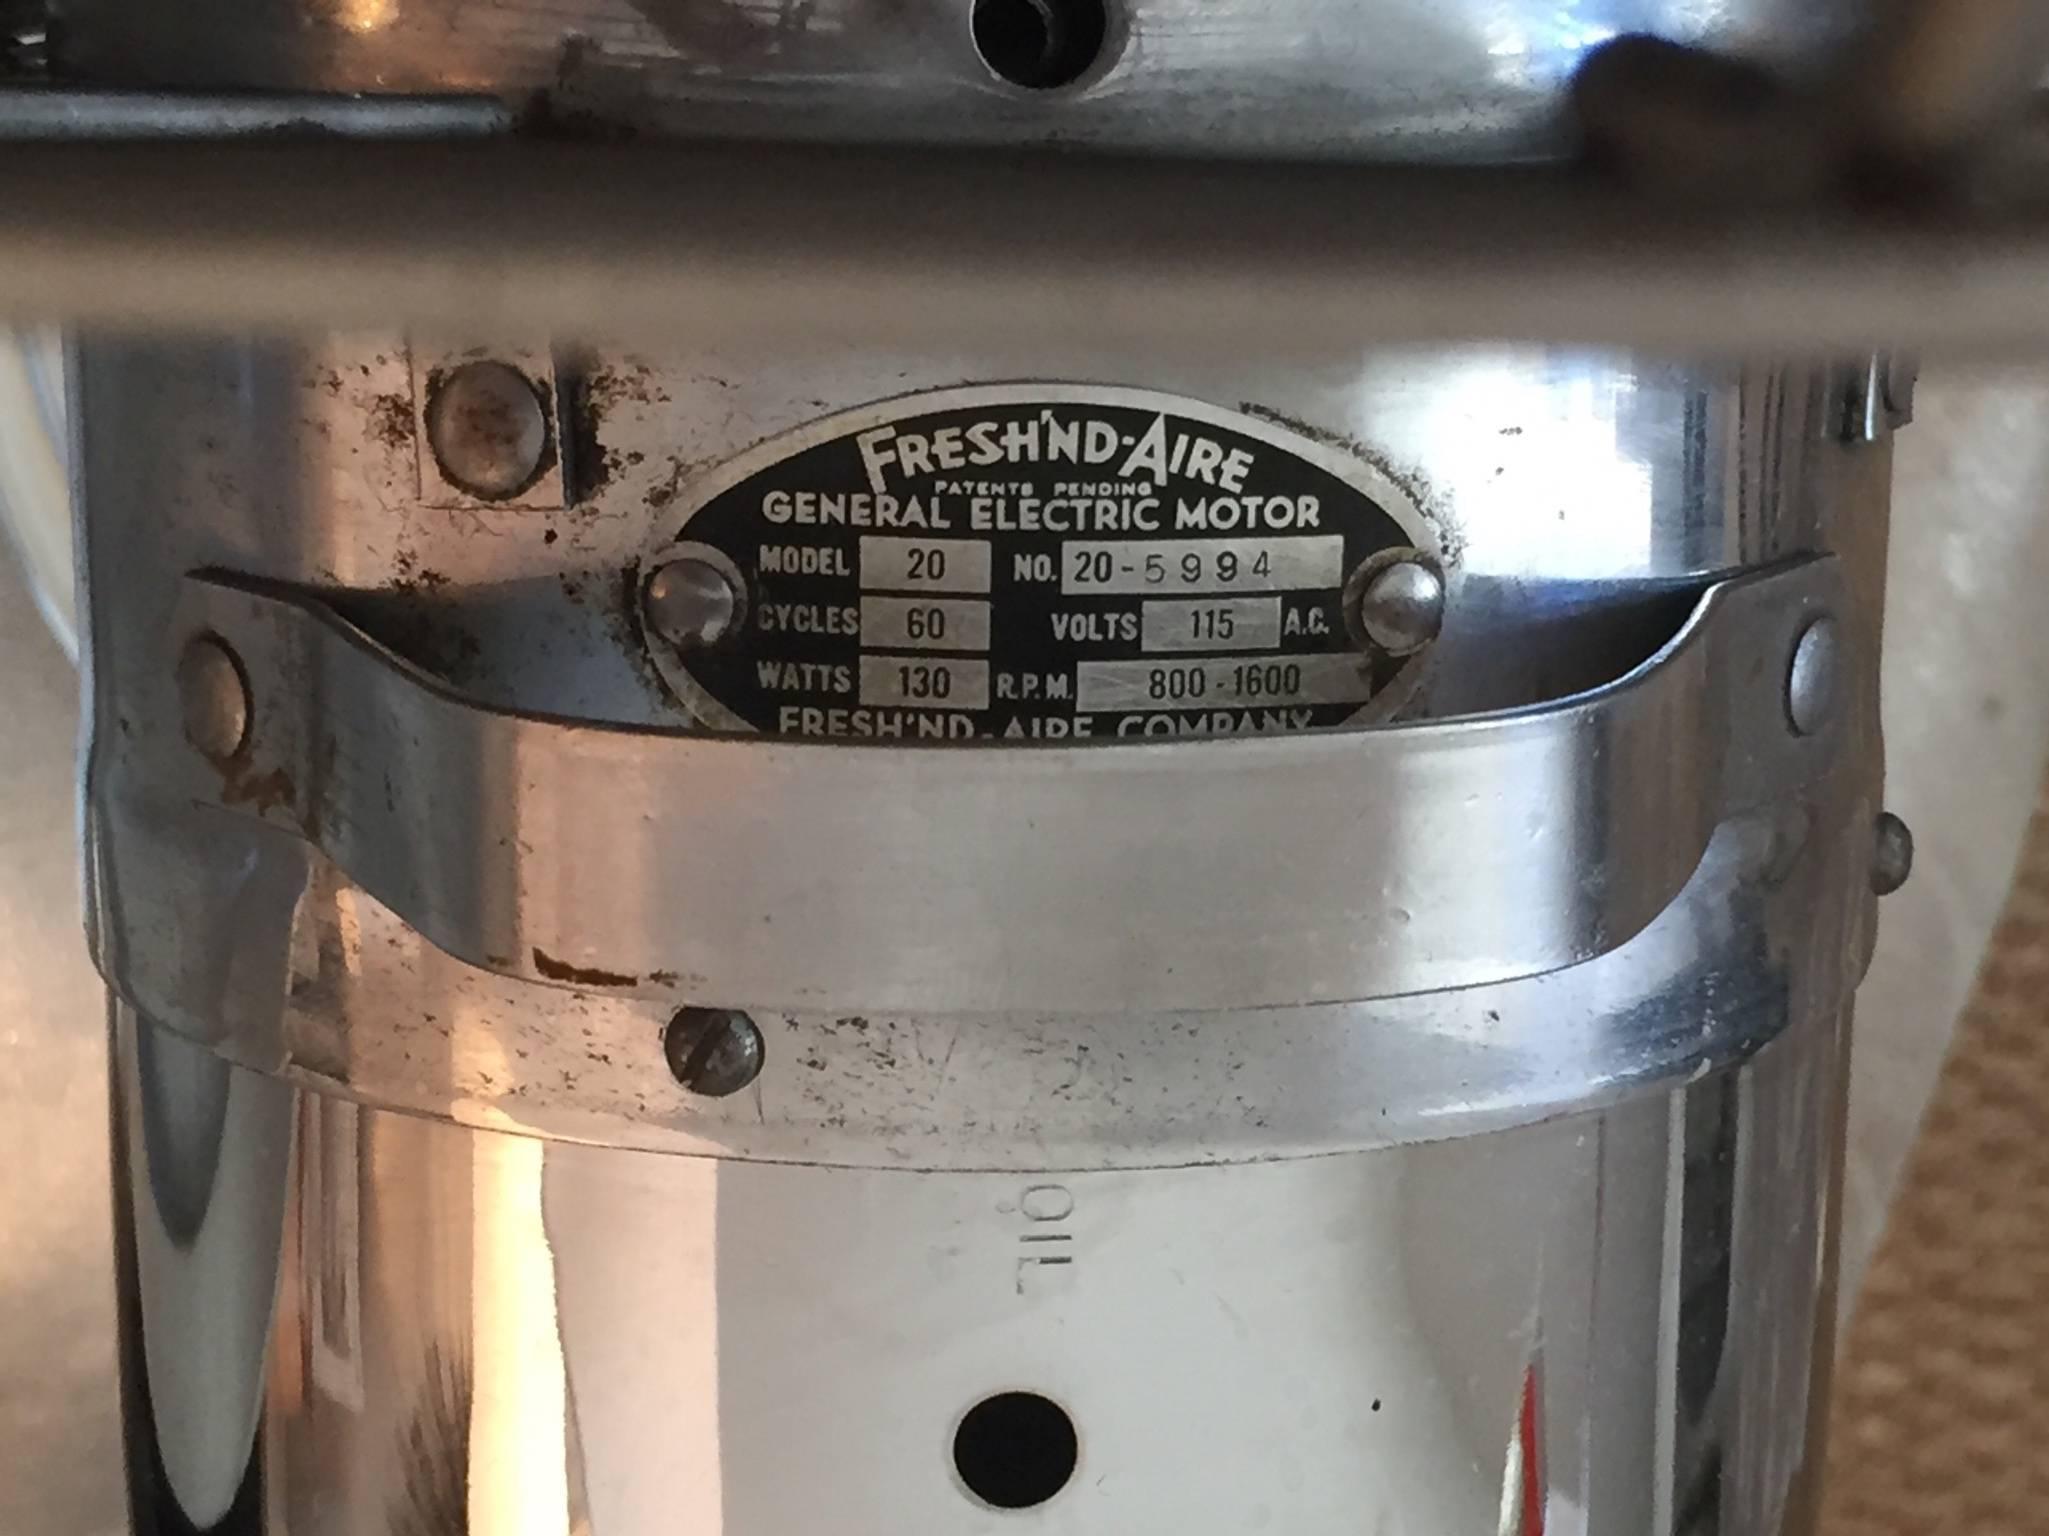 FRESH'ND-AIRE
PATENTS PENDING
GENERAL ELECTRIC MOTOR
MODEL 20 NO. 20-5994
CYCLES 60 VOLTS 115 A.C.
WATTS 130 R.P.M. 800-1600
FRESH'ND-AIRE COMPANY
OIL